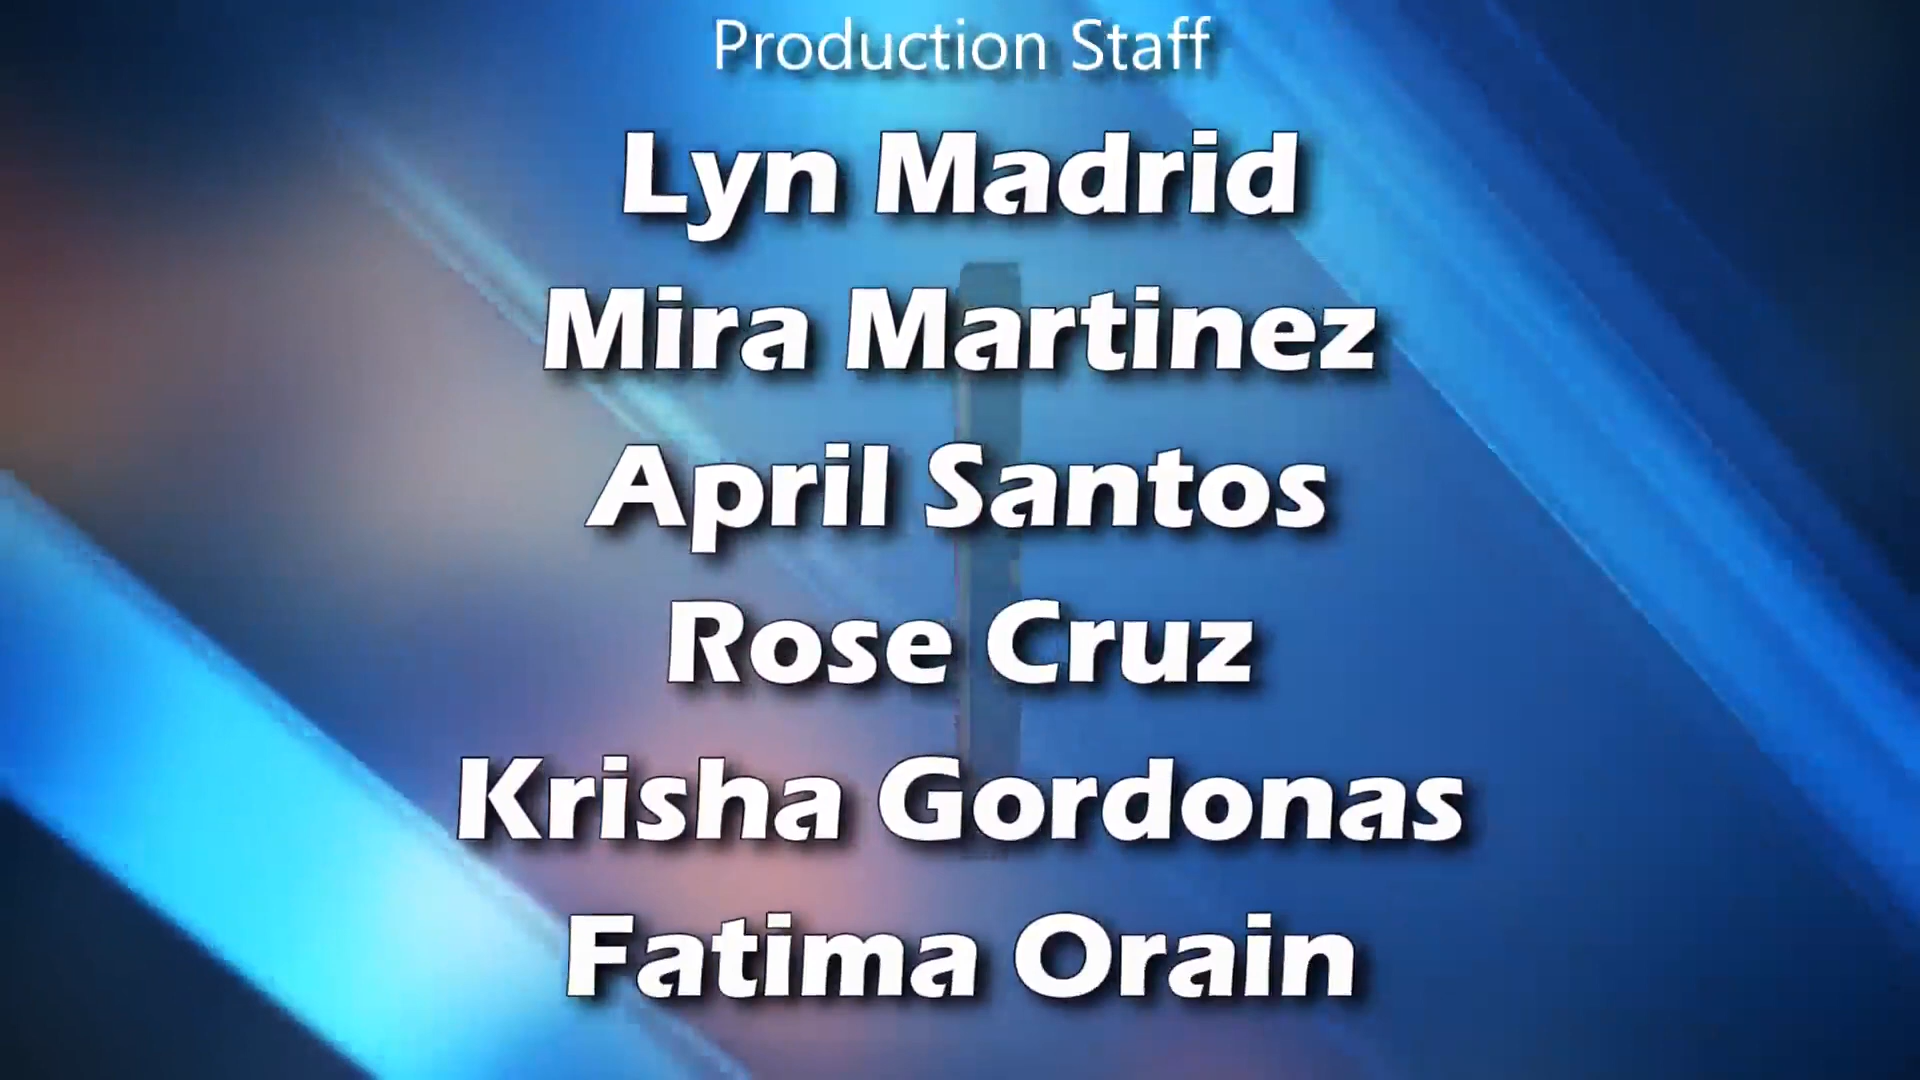 Production Staff
Lyn Madrid
Mira Martinez
April Santos
Rose Cruz
Krisha Gordonas
Fatima Orain